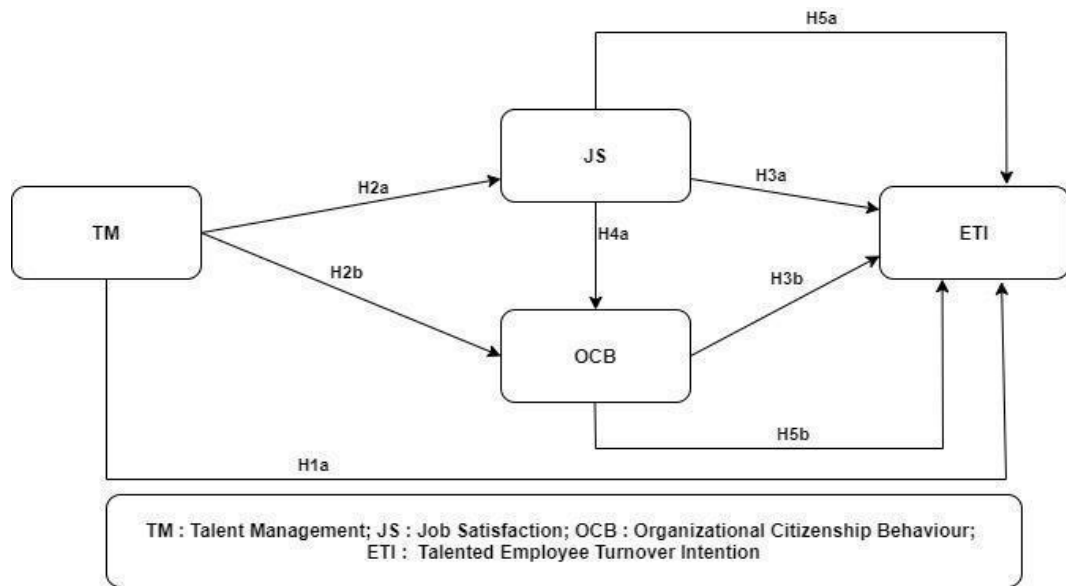 H5a
JS
H2a
H3a
TM
H4a
ETI
H2b
H3b
OCB
H5b
H1a
TM : Talent Management; JS : Job Satisfaction; OCB : Organizational Citizenship Behaviour;
ETI : Talented Employee Turnover Intention